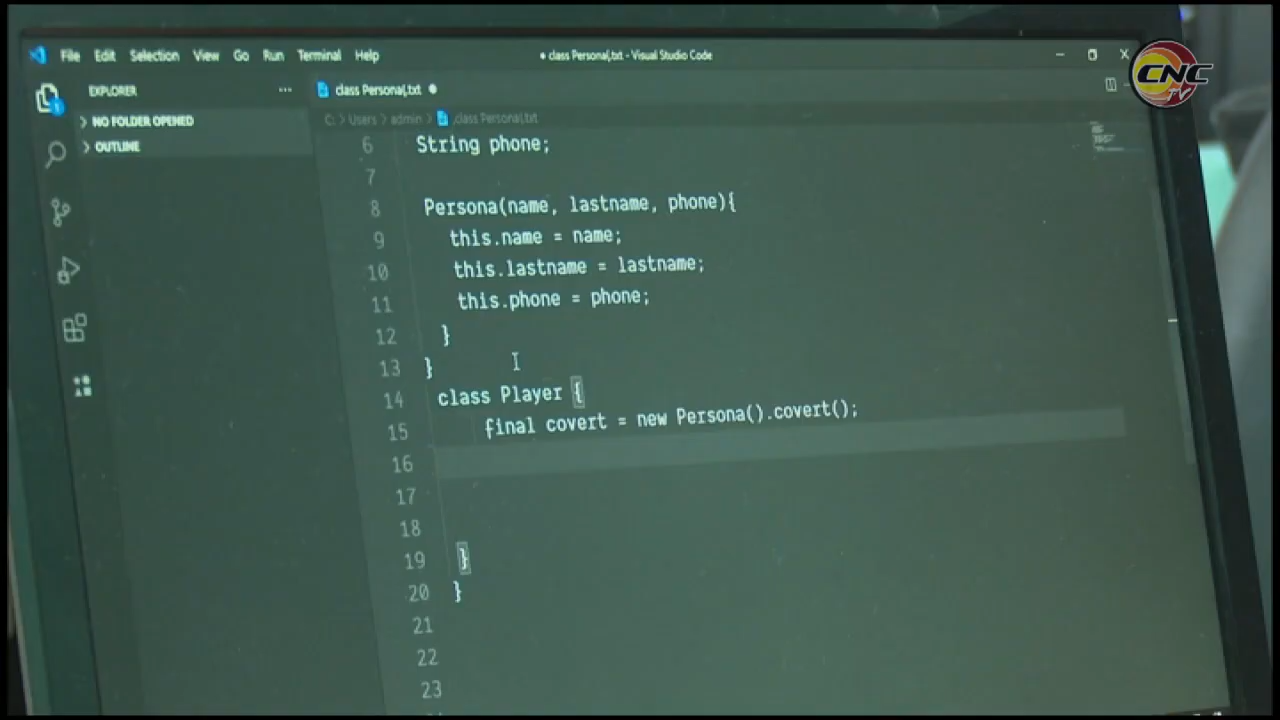 File Edit Selection View Go Run Terminal Help
● class Persona{.txt - Visual Studio Code
CNC TV
EXPLORER
class Persona{.txt
NO FOLDER OPENED
C: > Users > admin > class Persona{.txt
OUTLINE
1
6 String phone;
7
8 Persona(name, lastname, phone){
9 this.name = name;
10 this.lastname = lastname;
11 this.phone = phone;
12 }
13 }
14 class Player {
15 final covert = new Persona().covert();
16
17
18
19 }
20 }
21
22
23